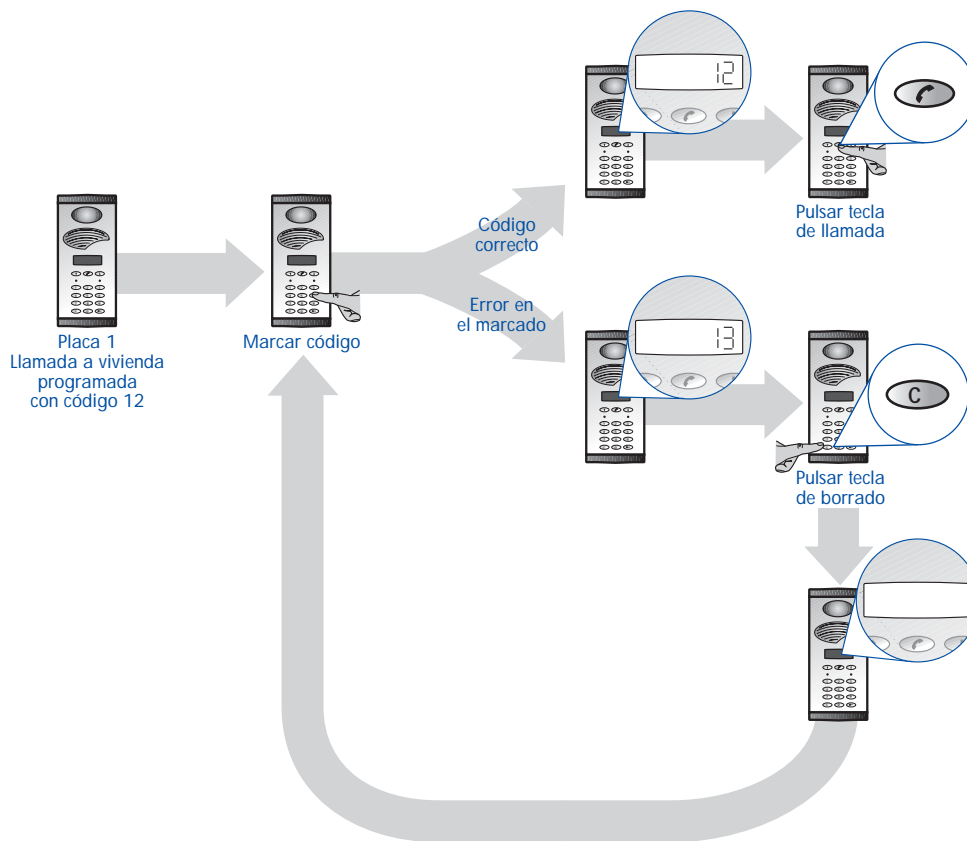 12
Pulsar tecla
de llamada
Código
correcto
Placa 1
Llamada a vivienda
programada
con código 12
Marcar código
Error en
el marcado
13
C
Pulsar tecla
de borrado